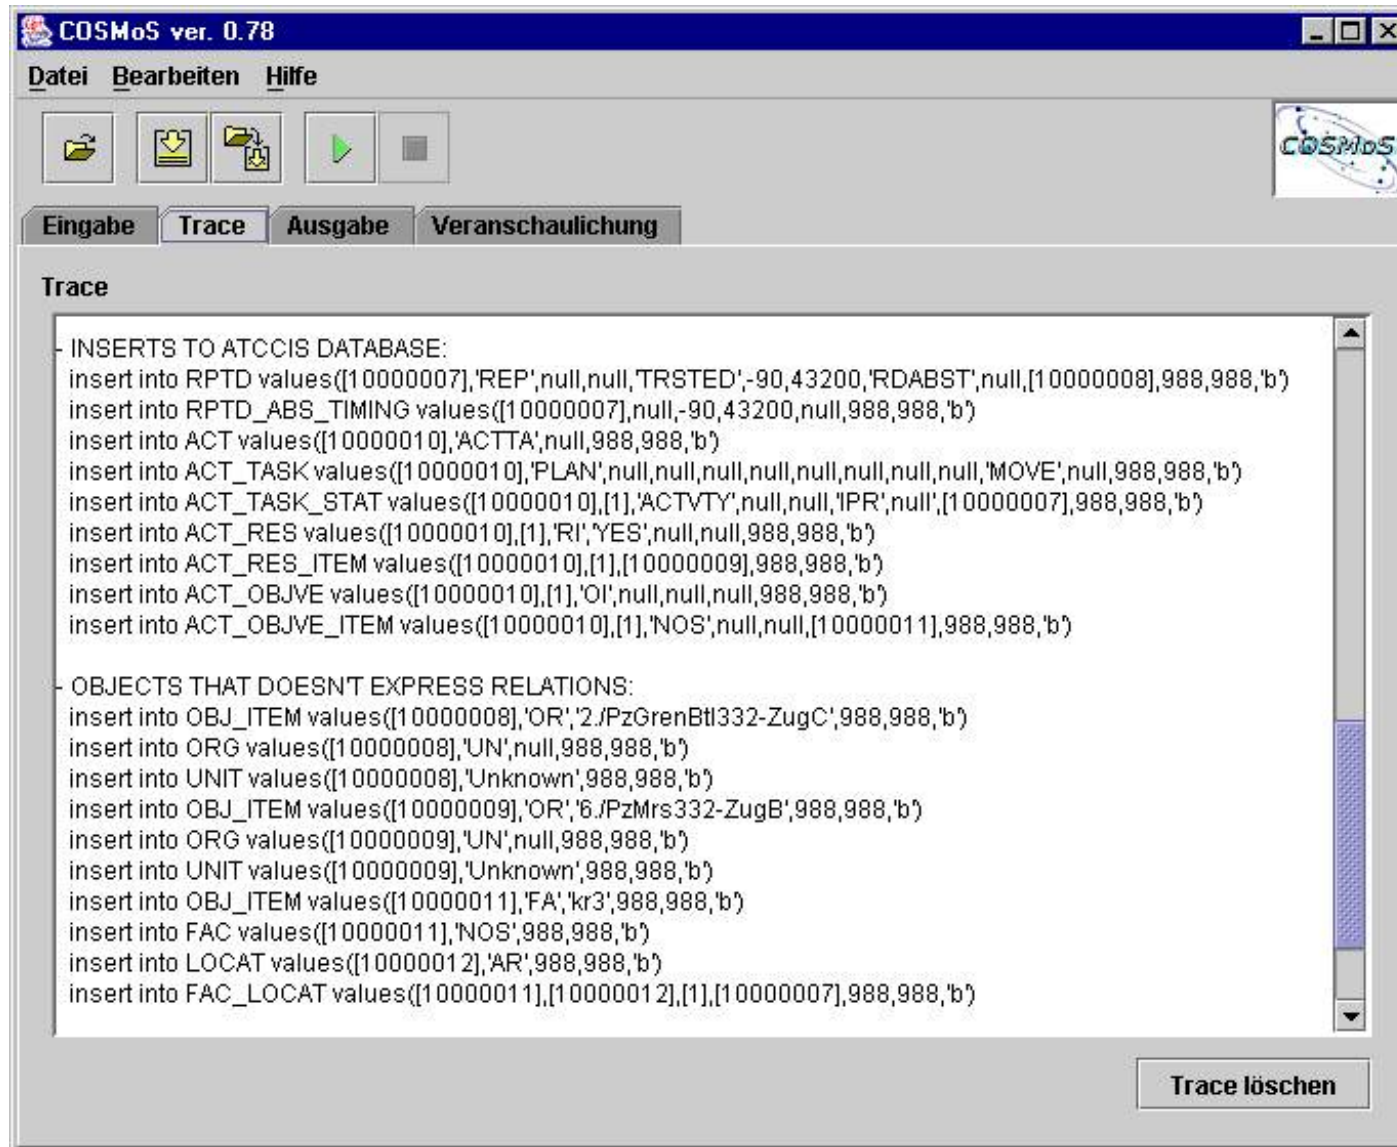 COSMoS ver. 0.78
Datei Bearbeiten Hilfe
COSMoS
Eingabe Trace Ausgabe Veranschaulichung
Trace
- INSERTS TO ATCCIS DATABASE:
insert into RPTD values([10000007],'REP',null,null,'TRSTED',-90,43200,'RDABST',null,[10000008],988,988,'b')
insert into RPTD_ABS_TIMING values([10000007],null,-90,43200,null,988,988,'b')
insert into ACT values([10000010],'ACTTA',null,988,988,'b')
insert into ACT_TASK values([10000010],'PLAN',null,null,null,null,null,null,null,null,'MOVE',null,988,988,'b')
insert into ACT_TASK_STAT values([10000010],[1],'ACTVTY',null,null,'IPR',null',[10000007],988,988,'b')
insert into ACT_RES values([10000010],[1],'RI','YES',null,null,988,988,'b')
insert into ACT_RES_ITEM values([10000010],[1],[10000009],988,988,'b')
insert into ACT_OBJVE values([10000010],[1],'OI',null,null,null,988,988,'b')
insert into ACT_OBJVE_ITEM values([10000010],[1],'NOS',null,null,[10000011],988,988,'b')
- OBJECTS THAT DOESN'T EXPRESS RELATIONS:
insert into OBJ_ITEM values([10000008],'OR','2./PzGrenBtl332-ZugC',988,988,'b')
insert into ORG values([10000008],'UN',null,988,988,'b')
insert into UNIT values([10000008],'Unknown',988,988,'b')
insert into OBJ_ITEM values([10000009],'OR','6./PzMrs332-ZugB',988,988,'b')
insert into ORG values([10000009],'UN',null,988,988,'b')
insert into UNIT values([10000009],'Unknown',988,988,'b')
insert into OBJ_ITEM values([10000011],'FA','kr3',988,988,'b')
insert into FAC values([10000011],'NOS',988,988,'b')
insert into LOCAT values([10000012],'AR',988,988,'b')
insert into FAC_LOCAT values([10000011],[10000012],[1],[10000007],988,988,'b')
Trace löschen